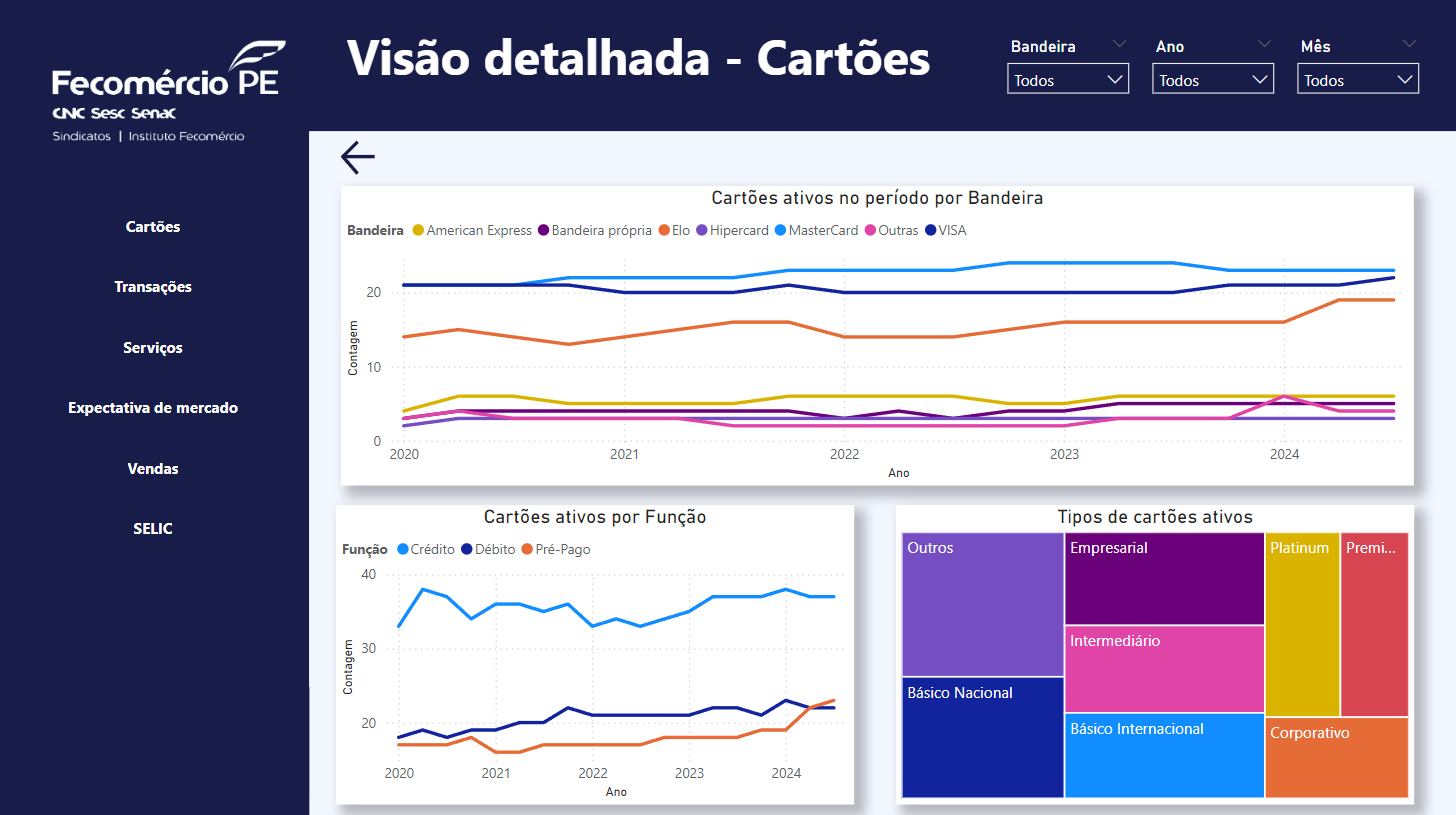 Fecomércio PE
CNC Sesc Senac
Sindicatos | Instituto Fecomércio
Visão detalhada - Cartões
Bandeira
Todos
Ano
Todos
Mês
Todos
Cartões
Transações
Serviços
Expectativa de mercado
Vendas
SELIC
Cartões ativos no período por Bandeira
Bandeira American Express Bandeira própria Elo Hipercard MasterCard Outras VISA
Contagem
20
10
0
2020 2021 2022 2023 2024
Ano
Cartões ativos por Função
Função Crédito Débito Pré-Pago
Contagem
40
30
20
2020 2021 2022 2023 2024
Ano
Tipos de cartões ativos
Outros
Básico Nacional
Empresarial
Intermediário
Básico Internacional
Platinum
Premi...
Corporativo